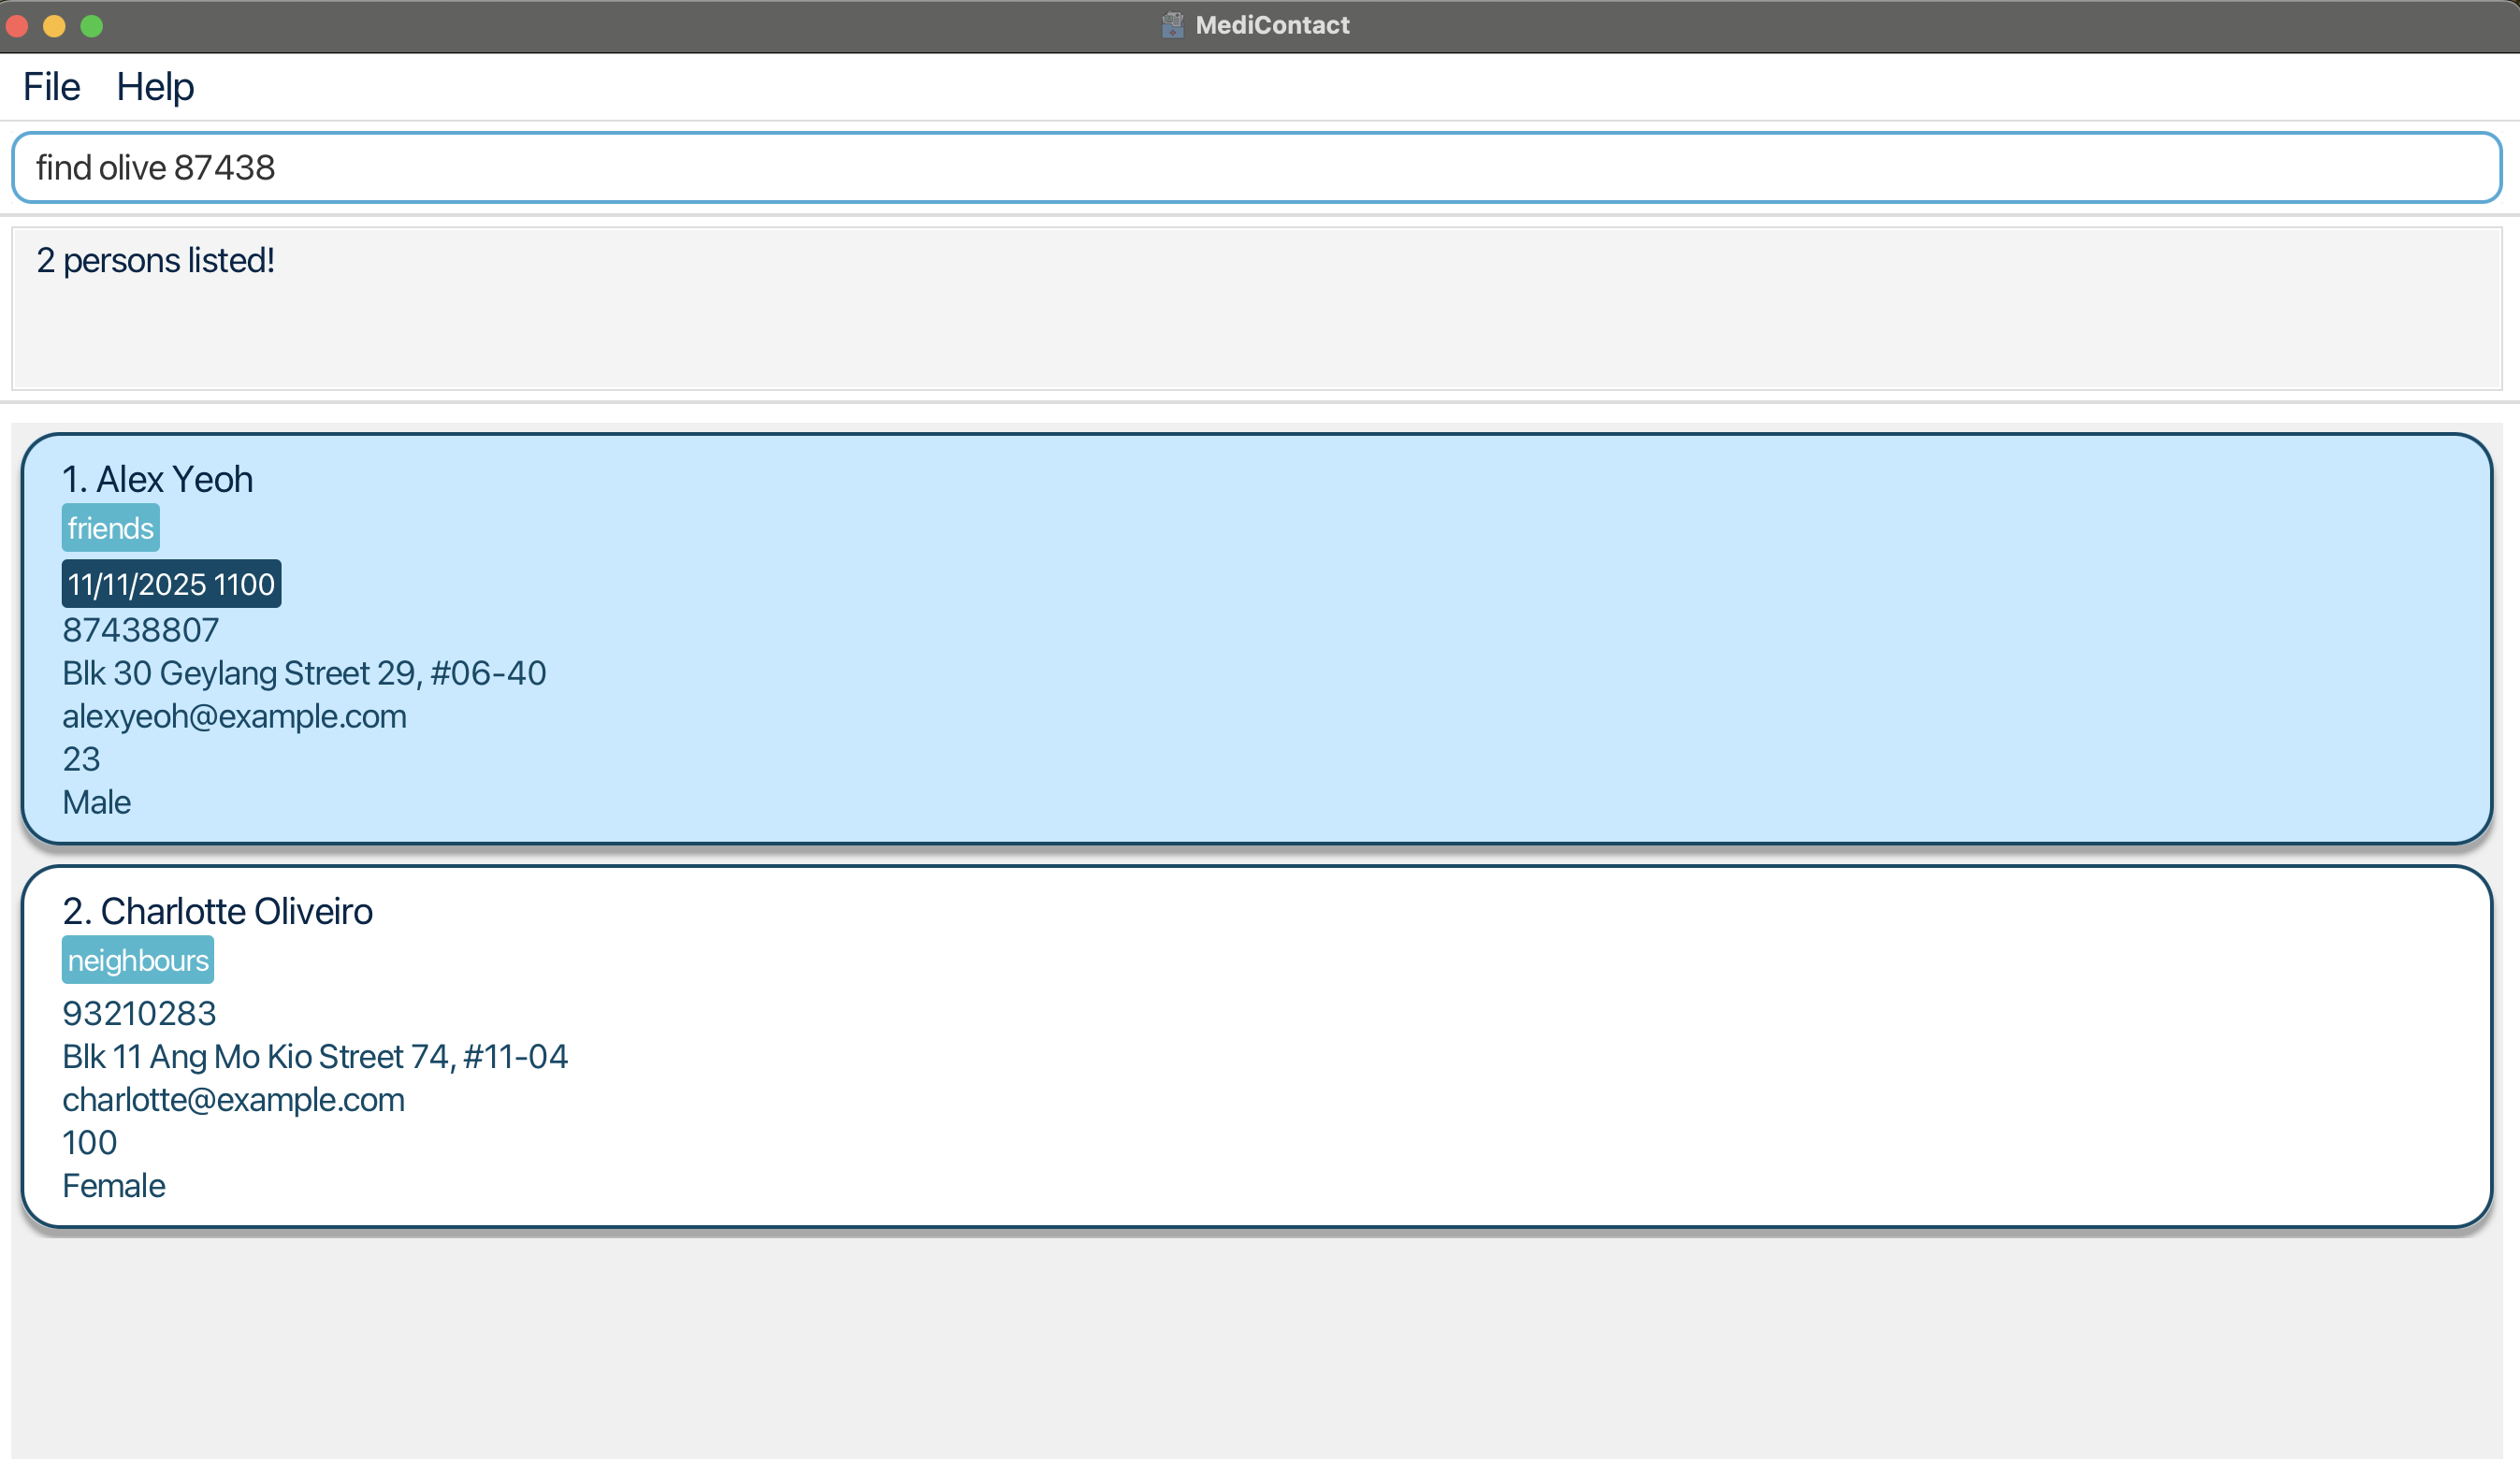 MediContact
File Help
find olive 87438
2 persons listed!
1. Alex Yeoh
friends
11/11/2025 1100
87438807
Blk 30 Geylang Street 29, #06-40
alexyeoh@example.com
23
Male
2. Charlotte Oliveiro
neighbours
93210283
Blk 11 Ang Mo Kio Street 74, #11-04
charlotte@example.com
100
Female